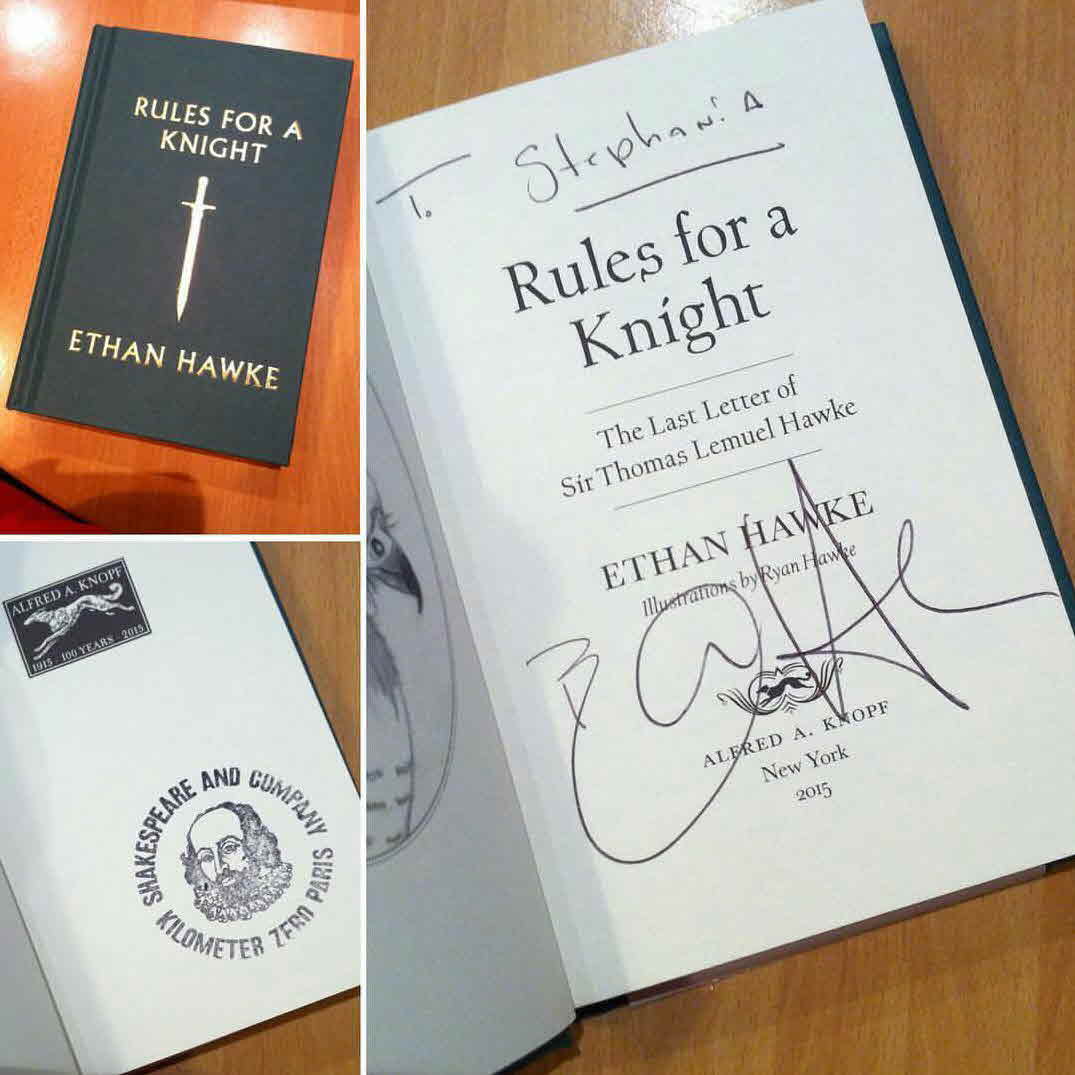 RULES FOR A
KNIGHT
ETHAN HAWKE
ALFRED A. KNOPF
1915 · 100 YEARS · 2015
SHAKESPEARE AND COMPANY
KILOMETER ZERO PARIS
To Stephania
Rules for a
Knight
The Last Letter of
Sir Thomas Lemuel Hawke
ETHAN HAWKE
Illustrations by Ryan Hawke
ALFRED A. KNOPF
New York
2015